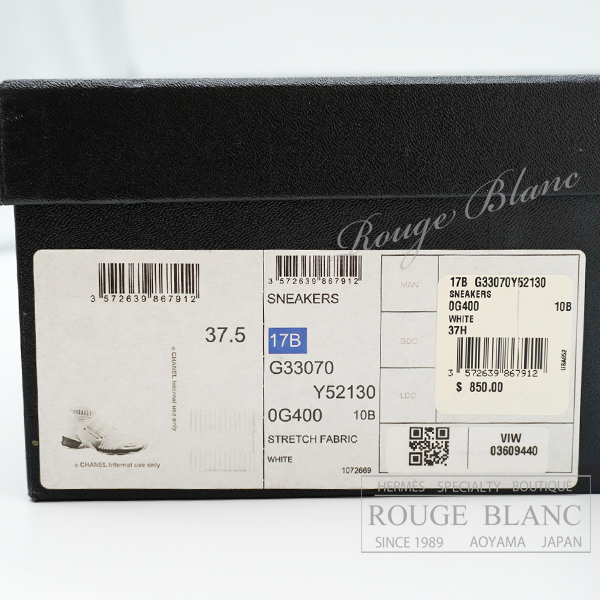 Rouge Blanc
3 572639 867912
37.5
© CHANEL Internal use only
© CHANEL Internal use only
3 572639 867912
SNEAKERS
17B
G33070
Y52130
0G400 10B
STRETCH FABRIC
WHITE
1072669
MAN
GDC
LDC
17B G33070Y52130
SNEAKERS
0G400 10B
WHITE
37H
3 572639 867912
USA052
$ 850.00
VIW
03609440
HERMÈS SPECIALTY BOUTIQUE
ROUGE BLANC
SINCE 1989 AOYAMA JAPAN